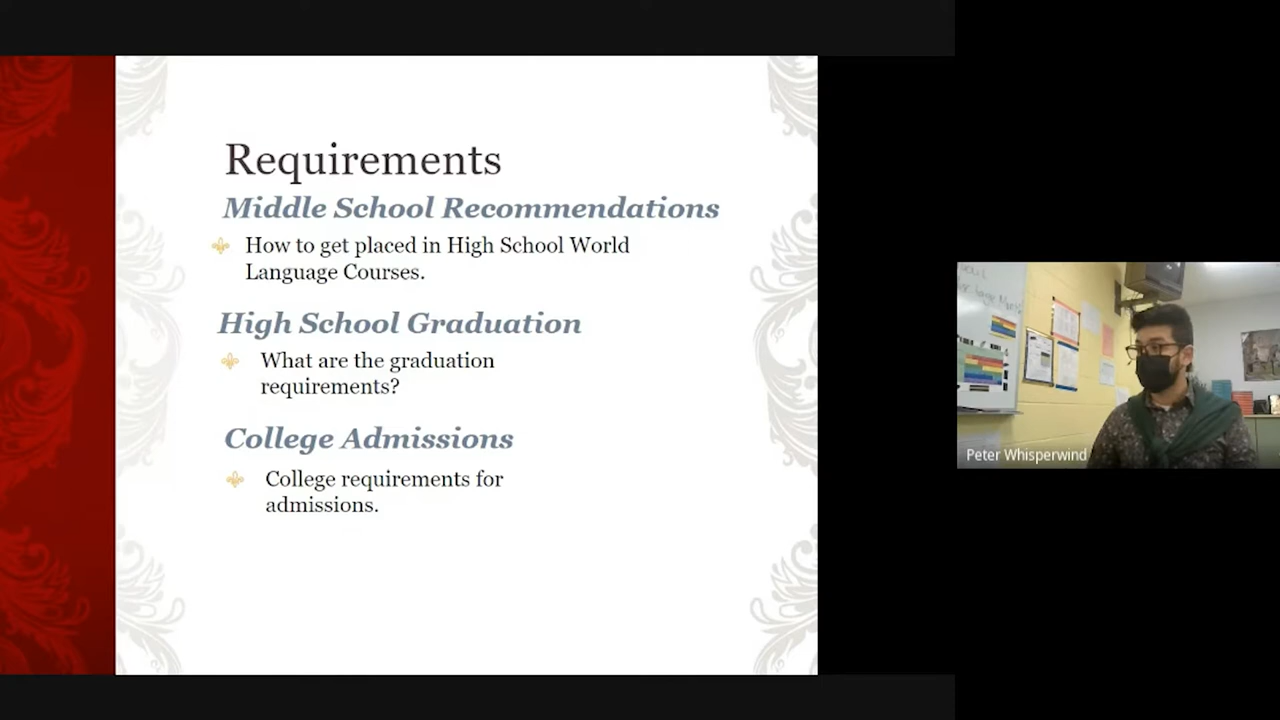 Requirements
Middle School Recommendations
How to get placed in High School World
Language Courses.
High School Graduation
What are the graduation
requirements?
College Admissions
College requirements for
admissions.
Peter Whisperwind